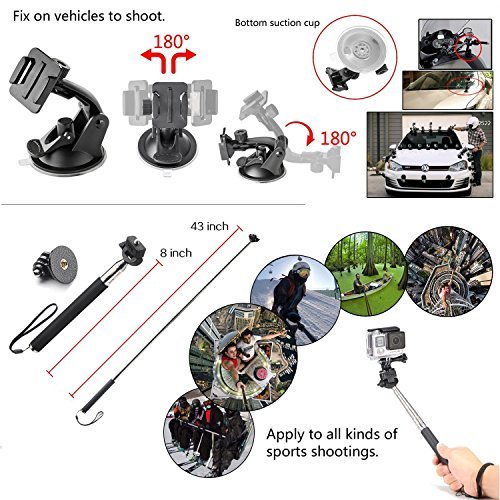 Fix on vehicles to shoot.
180°
Bottom suction cup
180°
43 inch
8 inch
Apply to all kinds of
sports shootings.